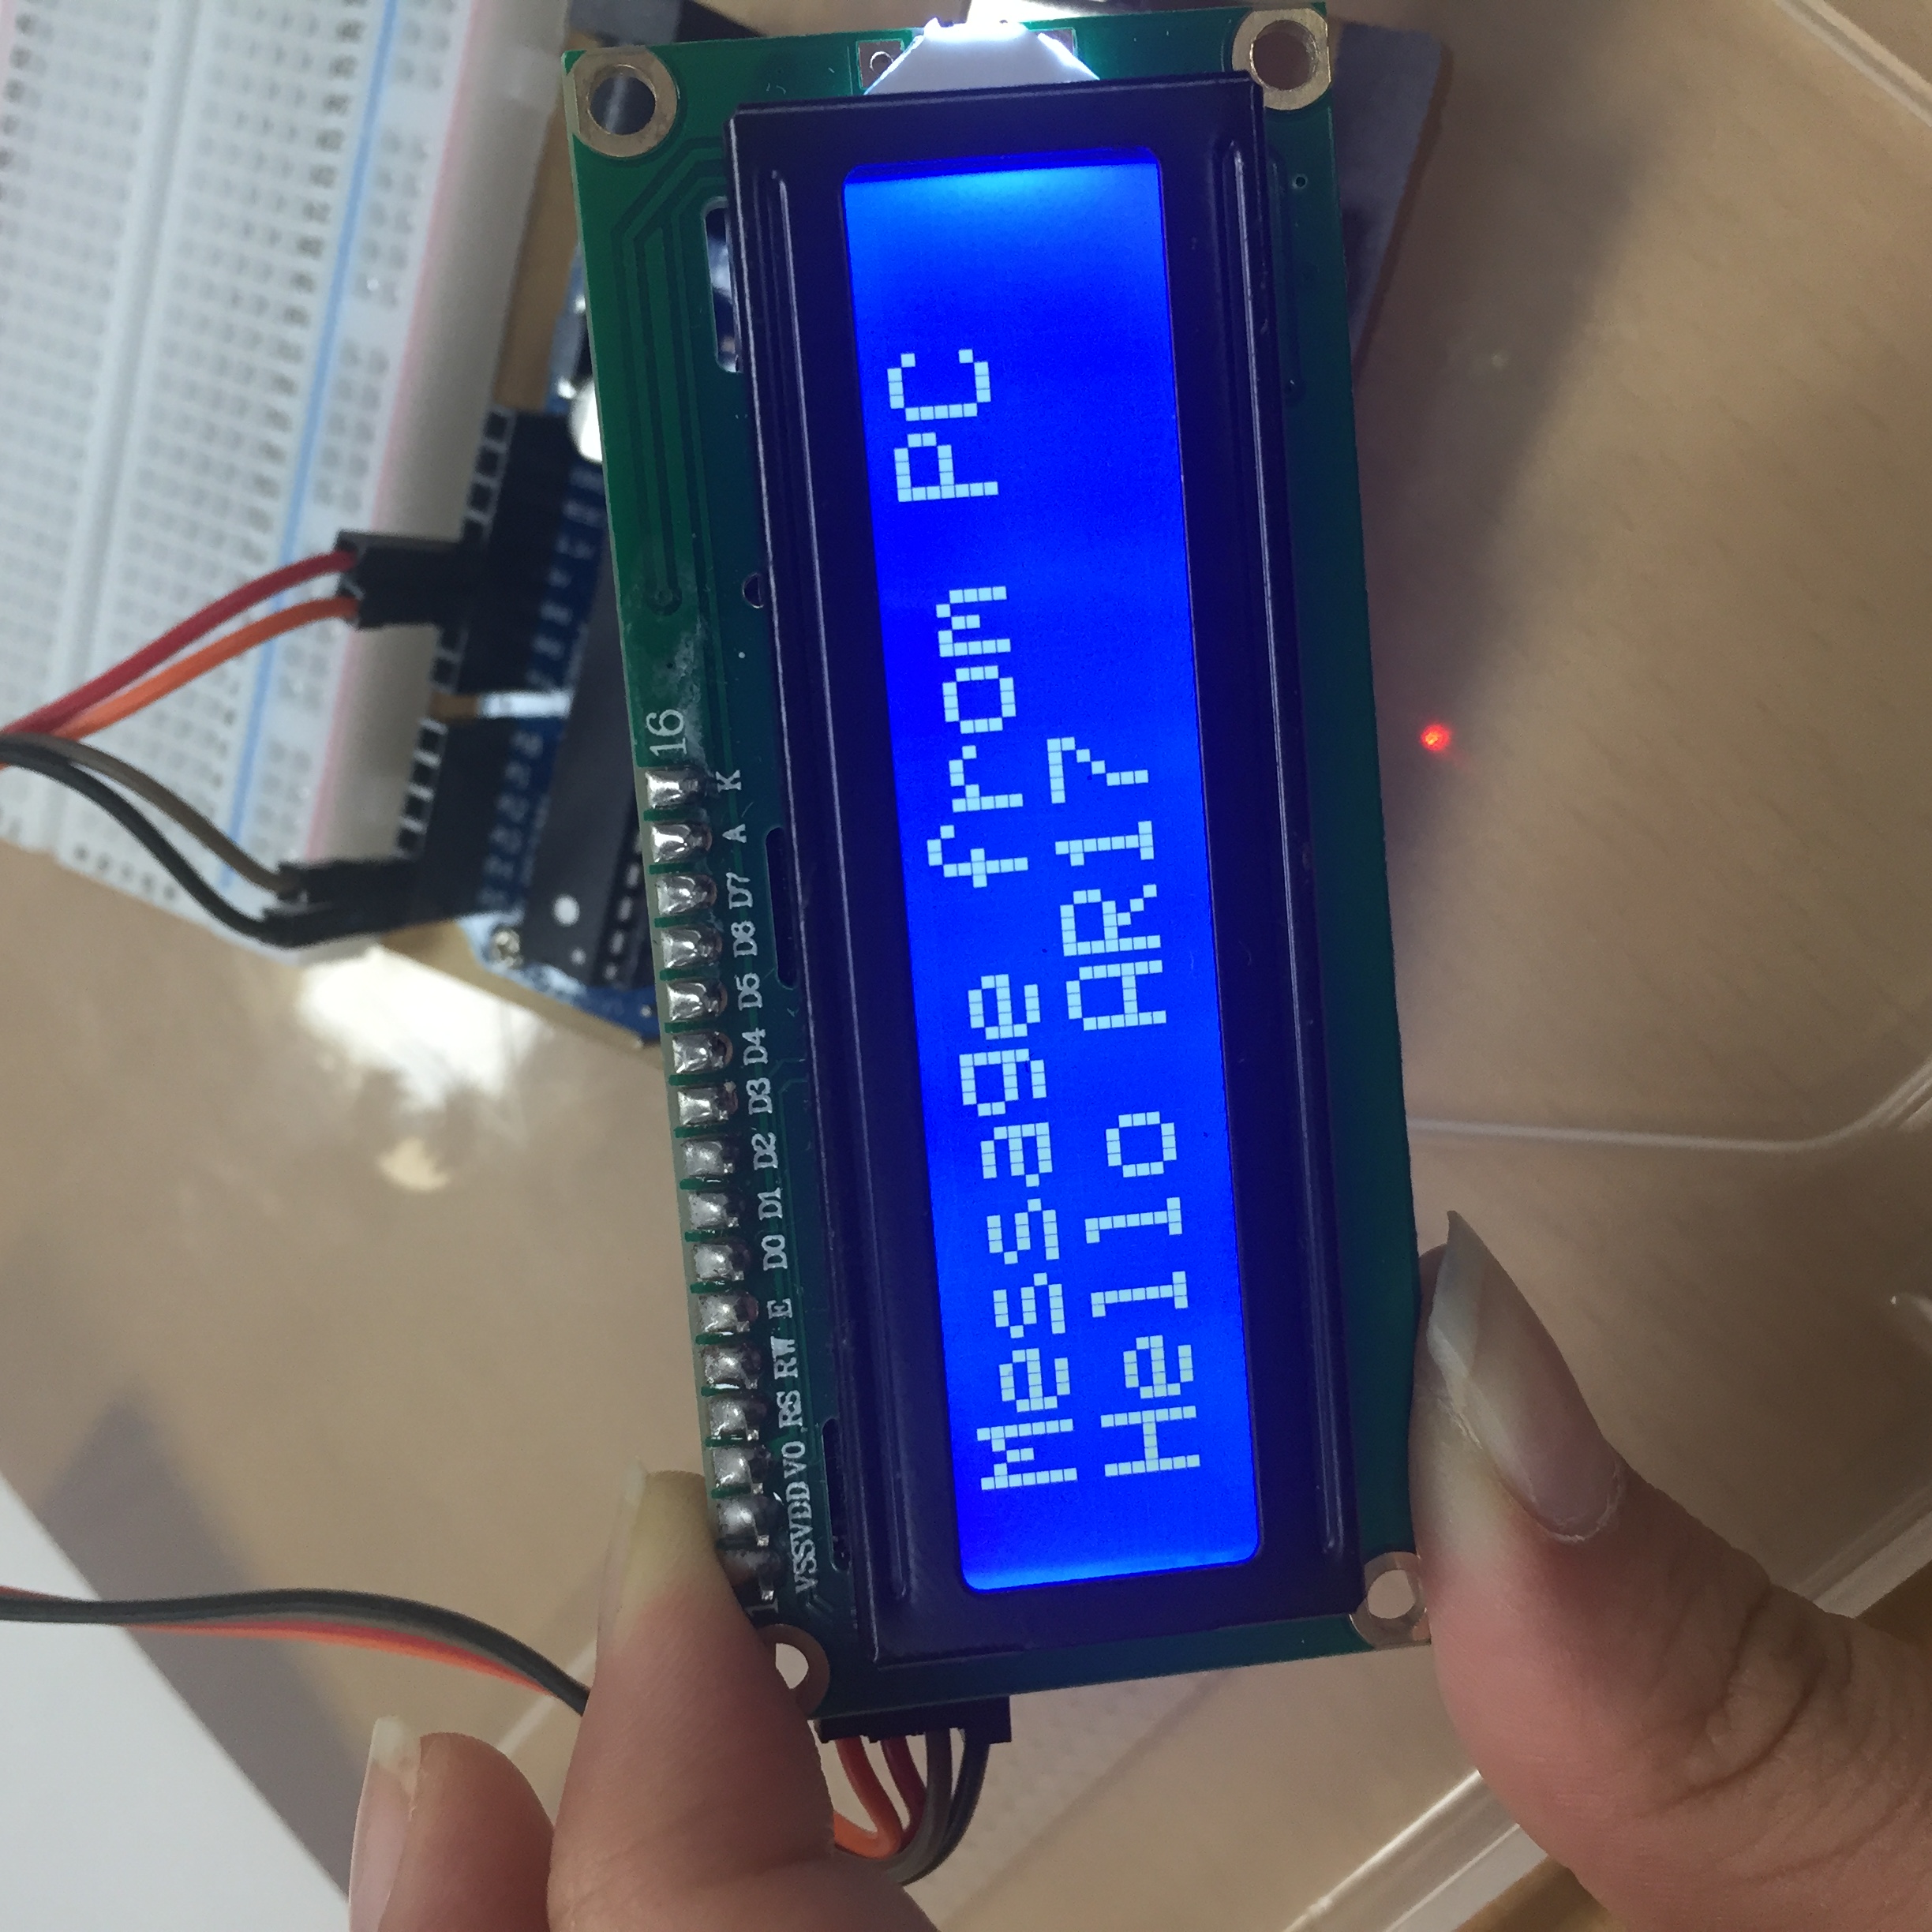 1 16
VSS VDD V0 RS RW E D0 D1 D2 D3 D4 D5 D6 D7 A K
Message from PC
Hello AR17